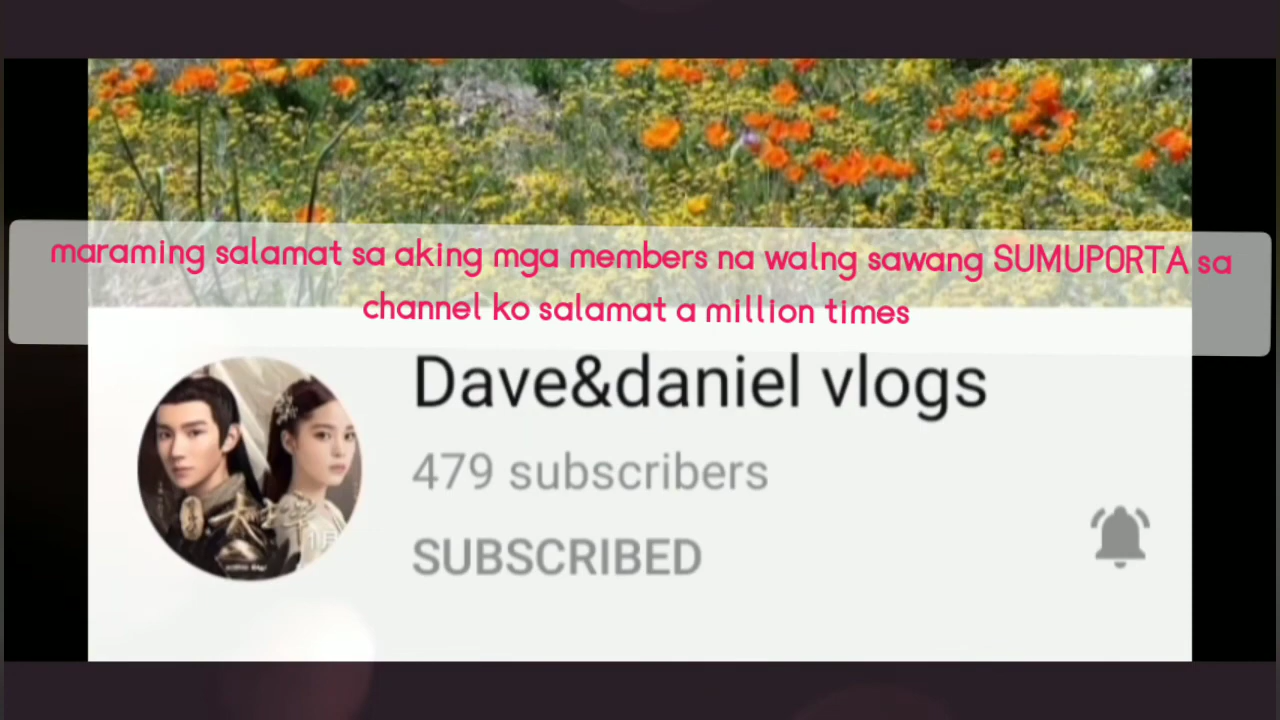 maraming salamat sa aking mga members na walng sawang SUMUPORTA sa
channel ko salamat a million times
Dave&daniel vlogs
479 subscribers
SUBSCRIBED